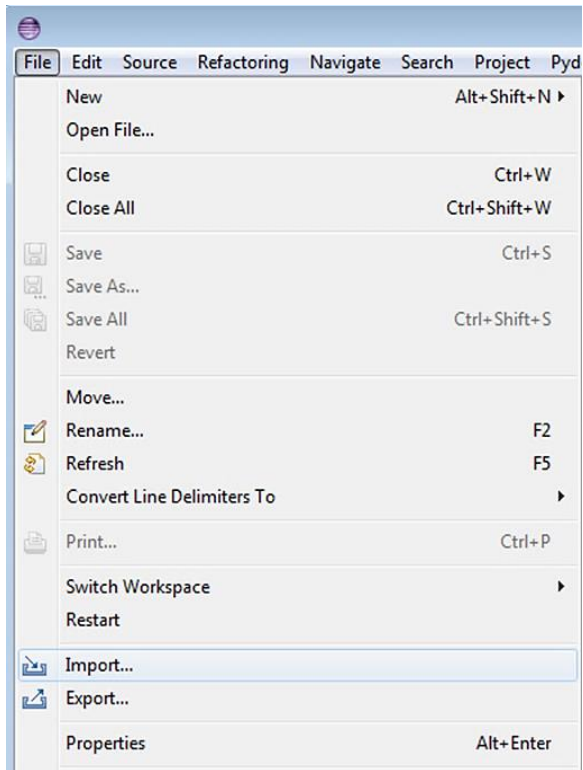 File Edit Source Refactoring Navigate Search Project Pyd
New Alt+Shift+N
Open File...
Close Ctrl+W
Close All Ctrl+Shift+W
Save Ctrl+S
Save As...
Save All Ctrl+Shift+S
Revert
Move...
Rename... F2
Refresh F5
Convert Line Delimiters To
Print... Ctrl+P
Switch Workspace
Restart
Import...
Export...
Properties Alt+Enter